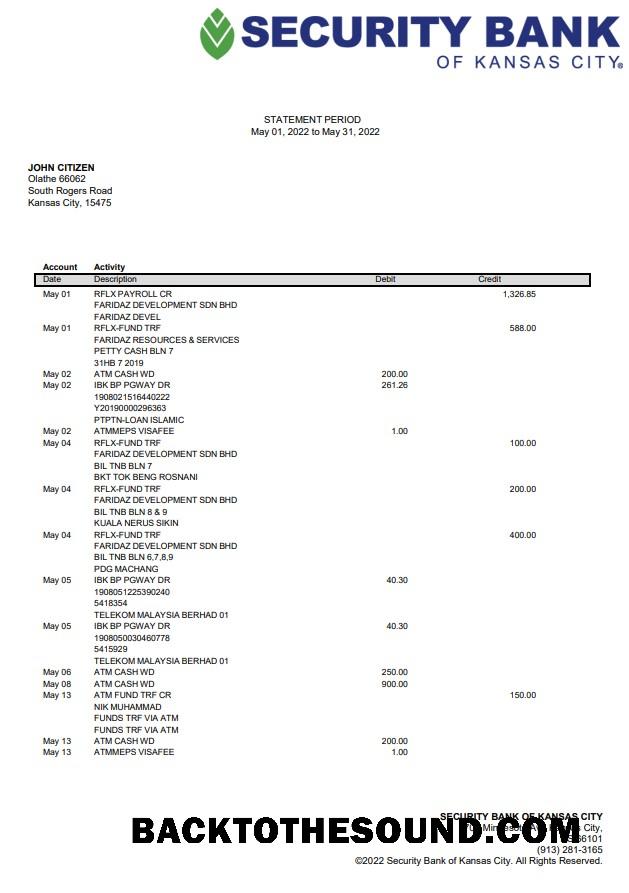 SECURITY BANK
OF KANSAS CITY®
STATEMENT PERIOD
May 01, 2022 to May 31, 2022
JOHN CITIZEN
Olathe 66062
South Rogers Road
Kansas City, 15475
Account Activity
Date Description Debit Credit
May 01 RFLX PAYROLL CR 1,326.85
FARIDAZ DEVELOPMENT SDN BHD
FARIDAZ DEVEL
May 01 RFLX-FUND TRF 588.00
FARIDAZ RESOURCES & SERVICES
PETTY CASH BLN 7
31HB 7 2019
May 02 ATM CASH WD 200.00
May 02 IBK BP PGWAY DR 261.26
1908021516440222
Y20190000296363
PTPTN-LOAN ISLAMIC
May 02 ATMMEPS VISAFEE 1.00
May 04 RFLX-FUND TRF 100.00
FARIDAZ DEVELOPMENT SDN BHD
BIL TNB BLN 7
BKT TOK BENG ROSNANI
May 04 RFLX-FUND TRF 200.00
FARIDAZ DEVELOPMENT SDN BHD
BIL TNB BLN 8 & 9
KUALA NERUS SIKIN
May 04 RFLX-FUND TRF 400.00
FARIDAZ DEVELOPMENT SDN BHD
BIL TNB BLN 6,7,8,9
PDG MACHANG
May 05 IBK BP PGWAY DR 40.30
1908051225390240
5418354
TELEKOM MALAYSIA BERHAD 01
May 05 IBK BP PGWAY DR 40.30
1908050030460778
5415929
TELEKOM MALAYSIA BERHAD 01
May 06 ATM CASH WD 250.00
May 08 ATM CASH WD 900.00
May 13 ATM FUND TRF CR 150.00
NIK MUHAMMAD
FUNDS TRF VIA ATM
FUNDS TRF VIA ATM
May 13 ATM CASH WD 200.00
May 13 ATMMEPS VISAFEE 1.00
SECURITY BANK OF KANSAS CITY
BACKTOTHESOUND.COM
City,
66101
(913) 281-3165
©2022 Security Bank of Kansas City. All Rights Reserved.